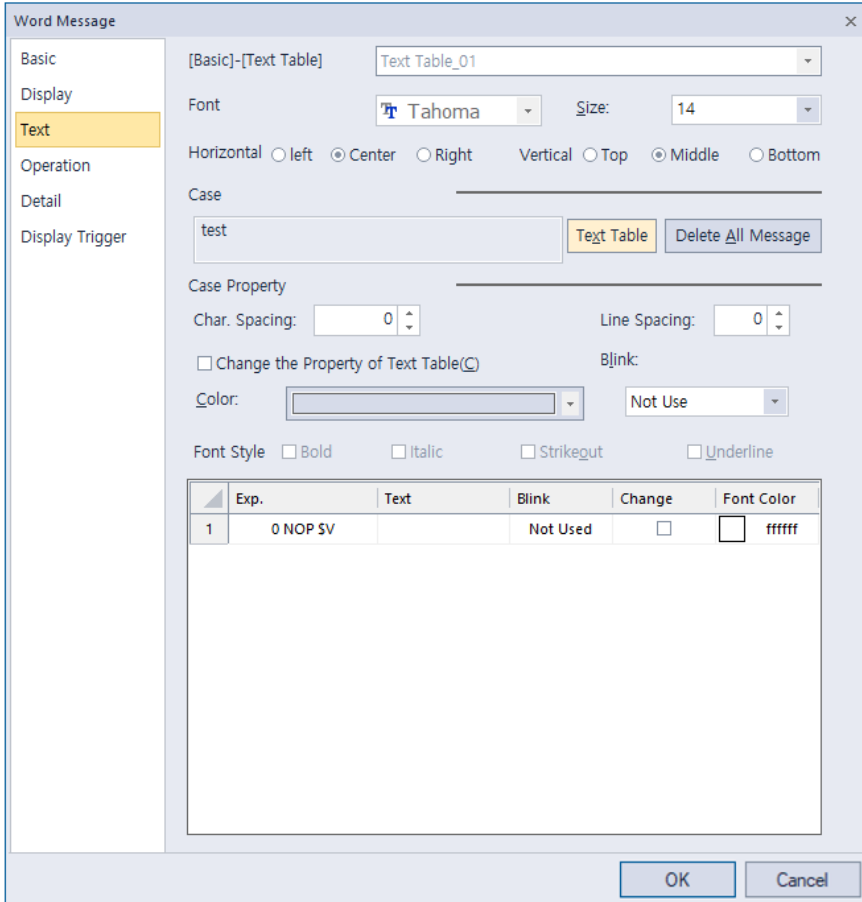 Word Message
Basic
Display
Text
Operation
Detail
Display Trigger
[Basic]-[Text Table] Text Table_01
Font Tahoma Size: 14
Horizontal left Center Right Vertical Top Middle Bottom
Case
test Text Table Delete All Message
Case Property
Char. Spacing: 0 Line Spacing: 0
Change the Property of Text Table(C) Blink:
Color: Not Use
Font Style Bold Italic Strikeout Underline
Exp. Text Blink Change Font Color
1 0 NOP $V Not Used ffffff
OK Cancel